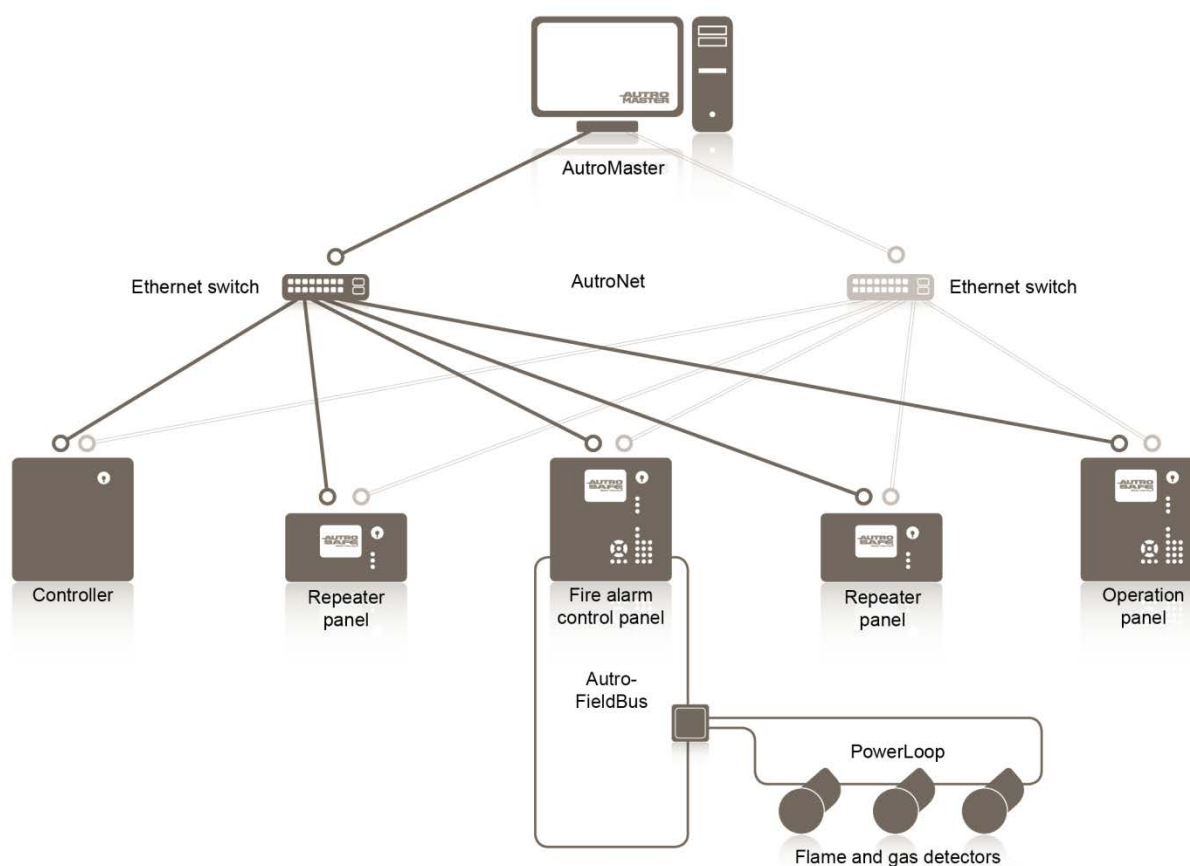 AUTRO
MASTER
AutroMaster
Ethernet switch
AutroNet
Ethernet switch
AUTRO
SAFE
AUTRO
SAFE
AUTRO
SAFE
AUTRO
SAFE
Controller
Repeater
panel
Fire alarm
control panel
Repeater
panel
Operation
panel
Autro-
FieldBus
PowerLoop
Flame and gas detectors